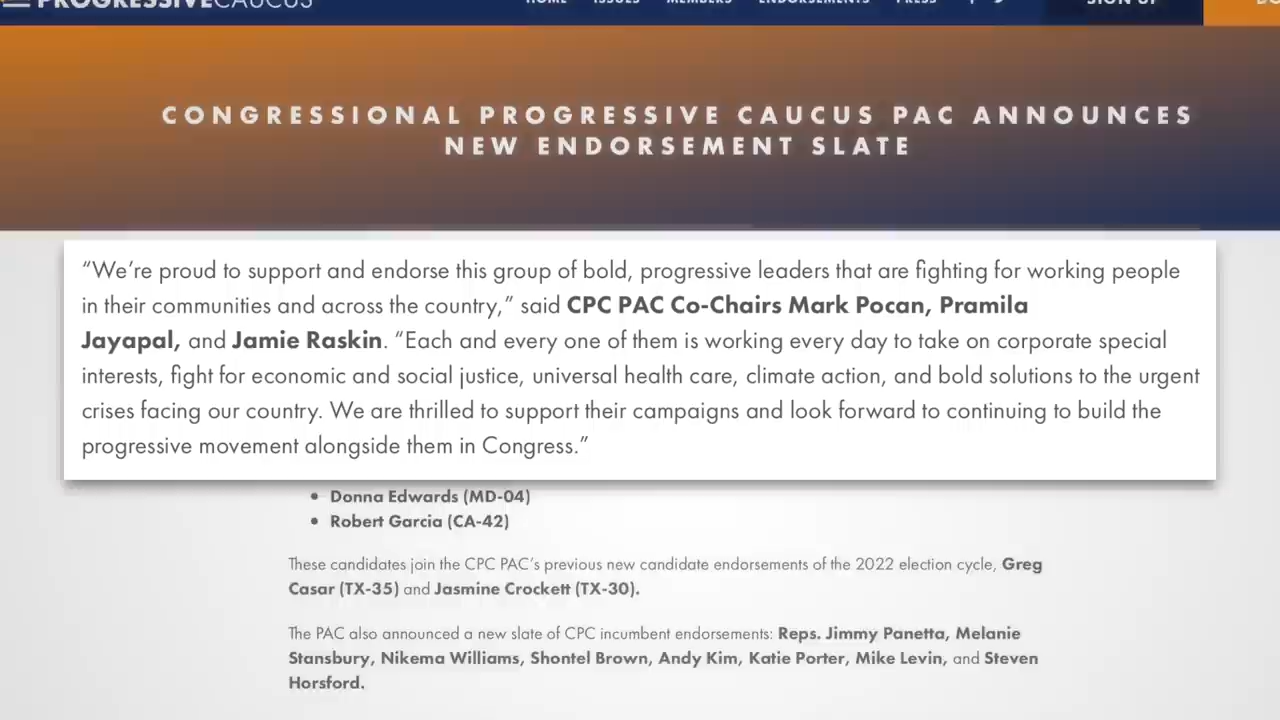 PROGRESSIVECAUCUS HOME ISSUES MEMBERS ENDORSEMENTS PRESS SIGN UP
CONGRESSIONAL PROGRESSIVE CAUCUS PAC ANNOUNCES
NEW ENDORSEMENT SLATE
“We’re proud to support and endorse this group of bold, progressive leaders that are fighting for working people
in their communities and across the country,” said CPC PAC Co-Chairs Mark Pocan, Pramila
Jayapal, and Jamie Raskin. “Each and every one of them is working every day to take on corporate special
interests, fight for economic and social justice, universal health care, climate action, and bold solutions to the urgent
crises facing our country. We are thrilled to support their campaigns and look forward to continuing to build the
progressive movement alongside them in Congress.”
• Donna Edwards (MD-04)
• Robert Garcia (CA-42)
These candidates join the CPC PAC’s previous new candidate endorsements of the 2022 election cycle, Greg
Casar (TX-35) and Jasmine Crockett (TX-30).
The PAC also announced a new slate of CPC incumbent endorsements: Reps. Jimmy Panetta, Melanie
Stansbury, Nikema Williams, Shontel Brown, Andy Kim, Katie Porter, Mike Levin, and Steven
Horsford.